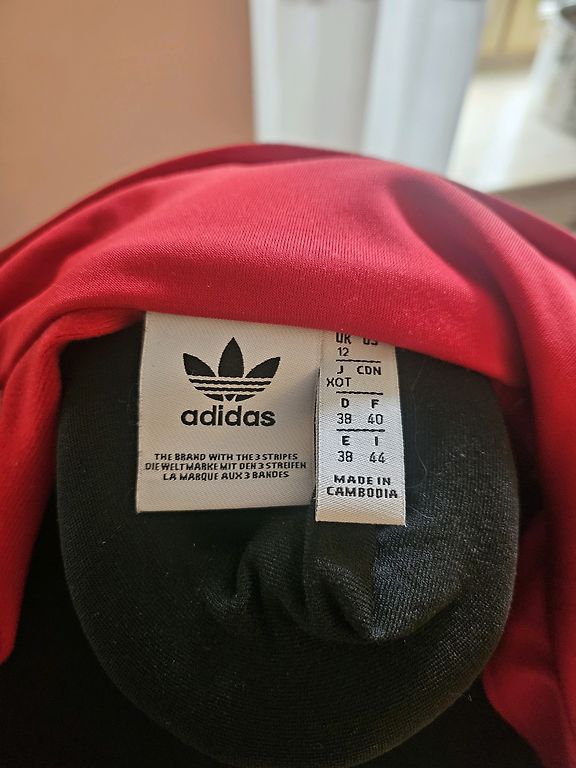 adidas
THE BRAND WITH THE 3 STRIPES
DIE WELTMARKE MIT DEN 3 STREIFEN
LA MARQUE AUX 3 BANDES
UK US
12
J CDN
XOT
D F
38 40
E I
38 44
MADE IN
CAMBODIA